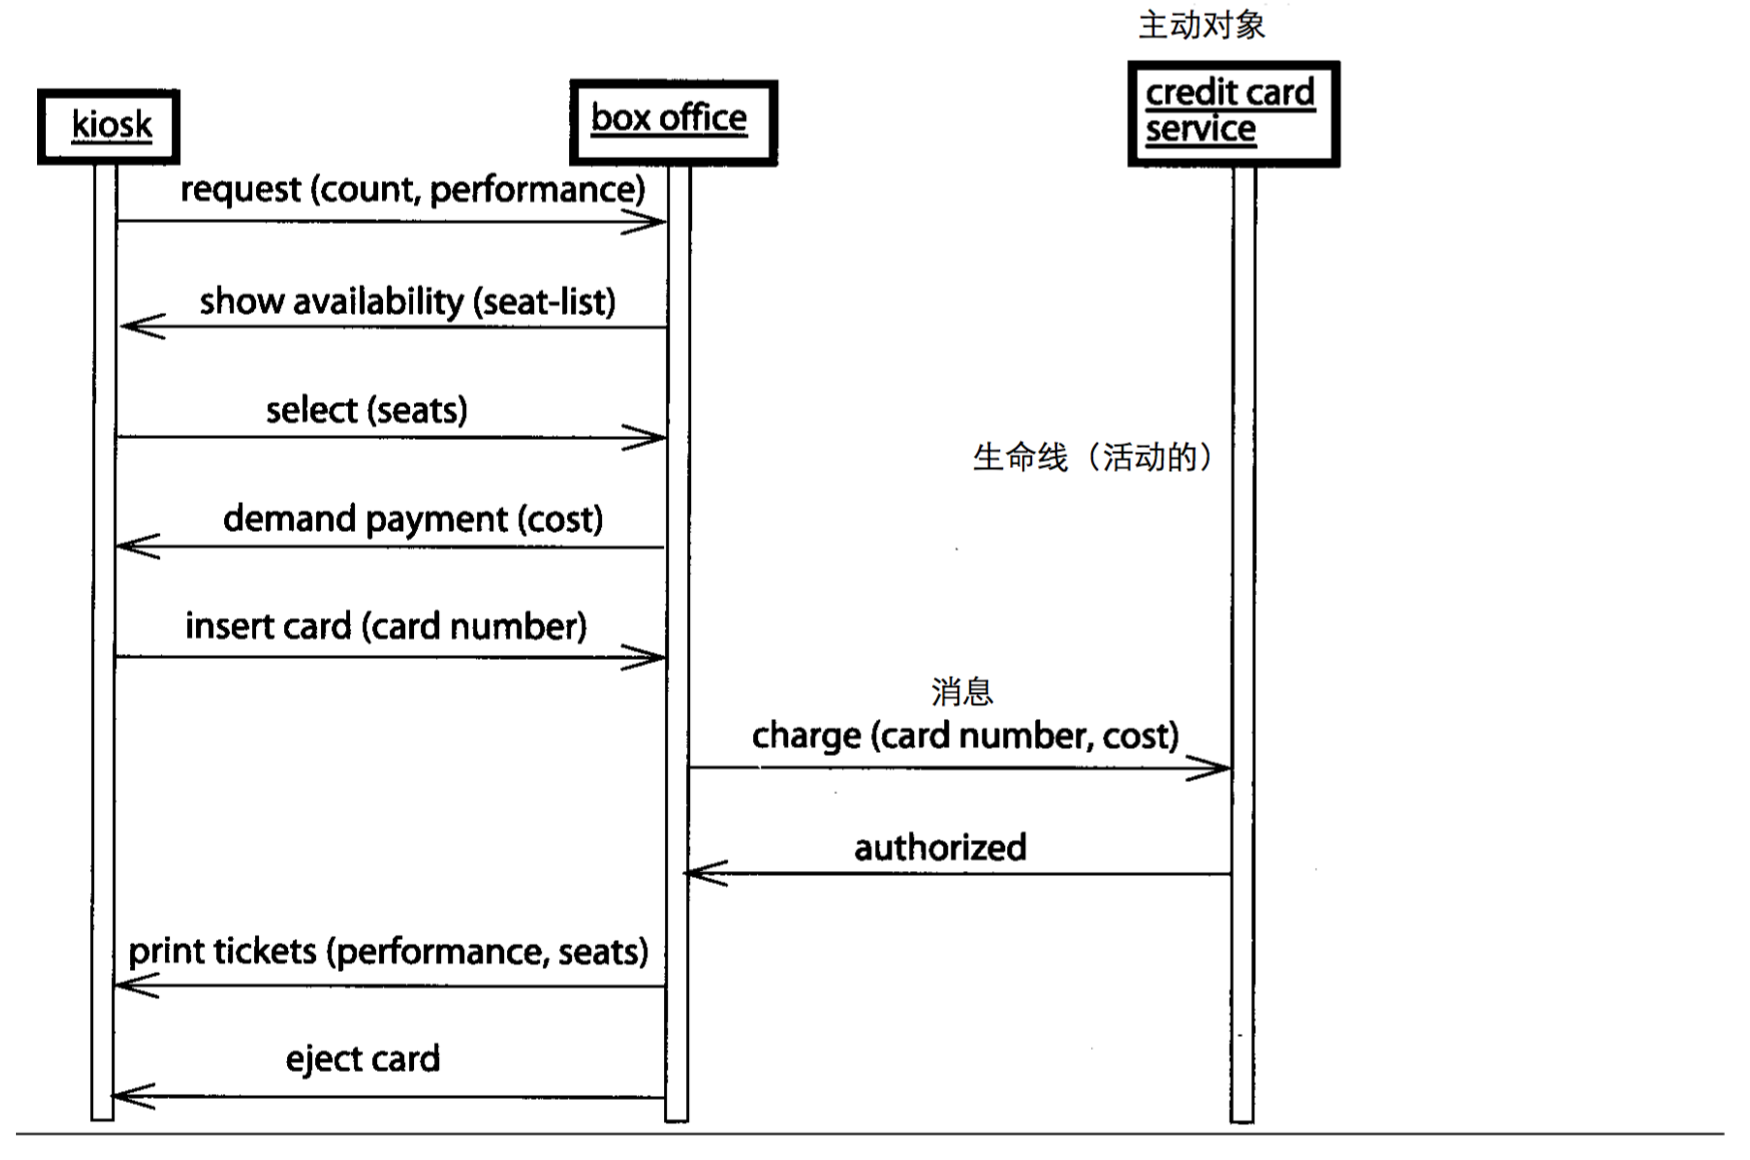 主动对象
kiosk
box office
credit card
service
request (count, performance)
show availability (seat-list)
select (seats)
生命线（活动的）
demand payment (cost)
insert card (card number)
消息
charge (card number, cost)
authorized
print tickets (performance, seats)
eject card